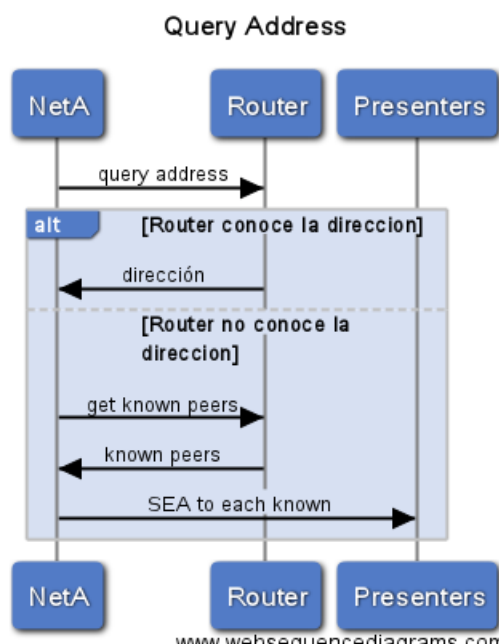 Query Address
NetA Router Presenters
query address
alt [Router conoce la direccion]
dirección
[Router no conoce la
direccion]
get known peers
known peers
SEA to each known
NetA Router Presenters
www.websequencediagrams.com